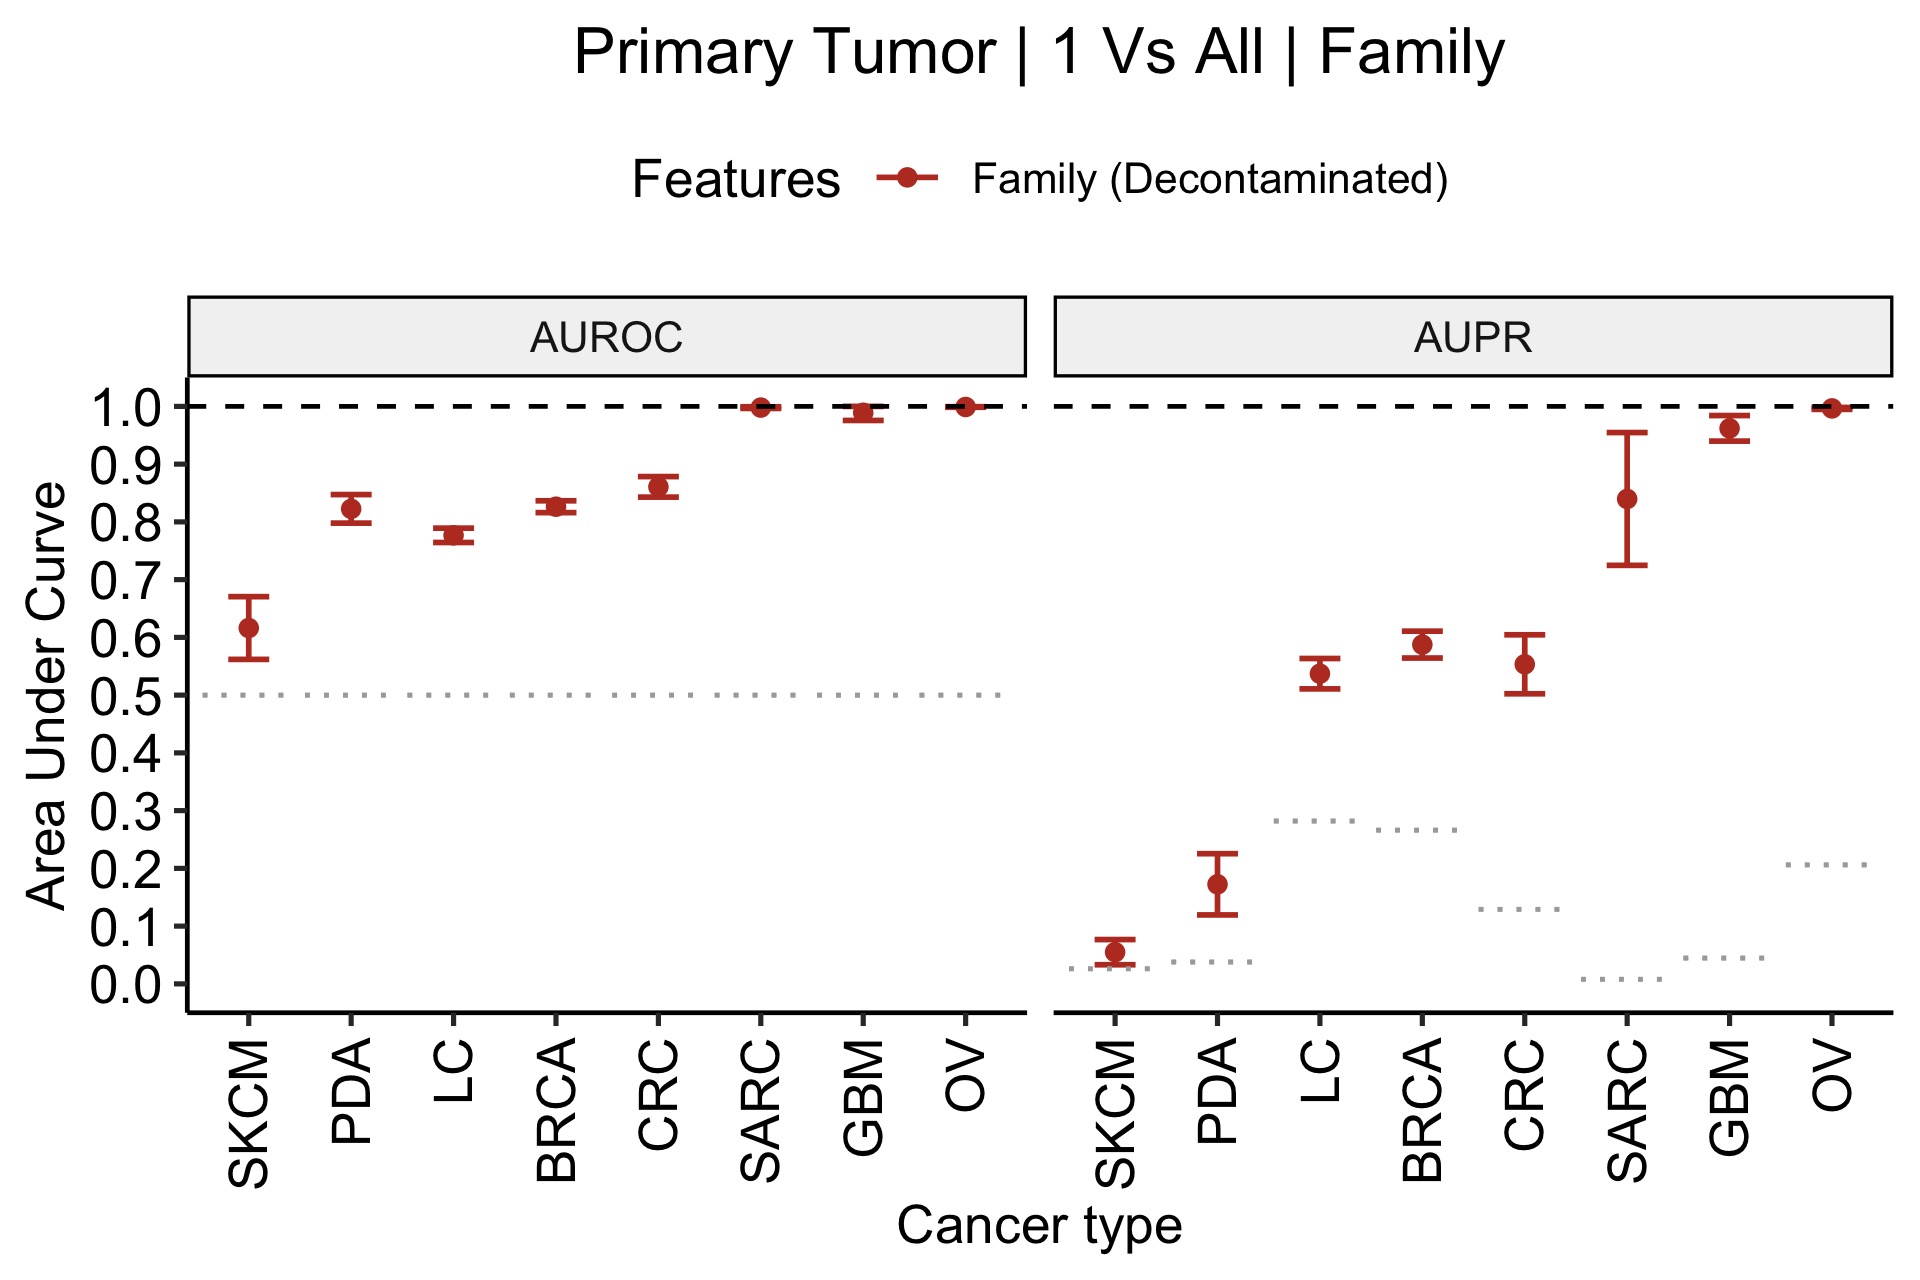 Primary Tumor | 1 Vs All | Family
Features Family (Decontaminated)
AUROC AUPR
Area Under Curve
1.0
0.9
0.8
0.7
0.6
0.5
0.4
0.3
0.2
0.1
0.0
SKCM PDA LC BRCA CRC SARC GBM OV SKCM PDA LC BRCA CRC SARC GBM OV
Cancer type